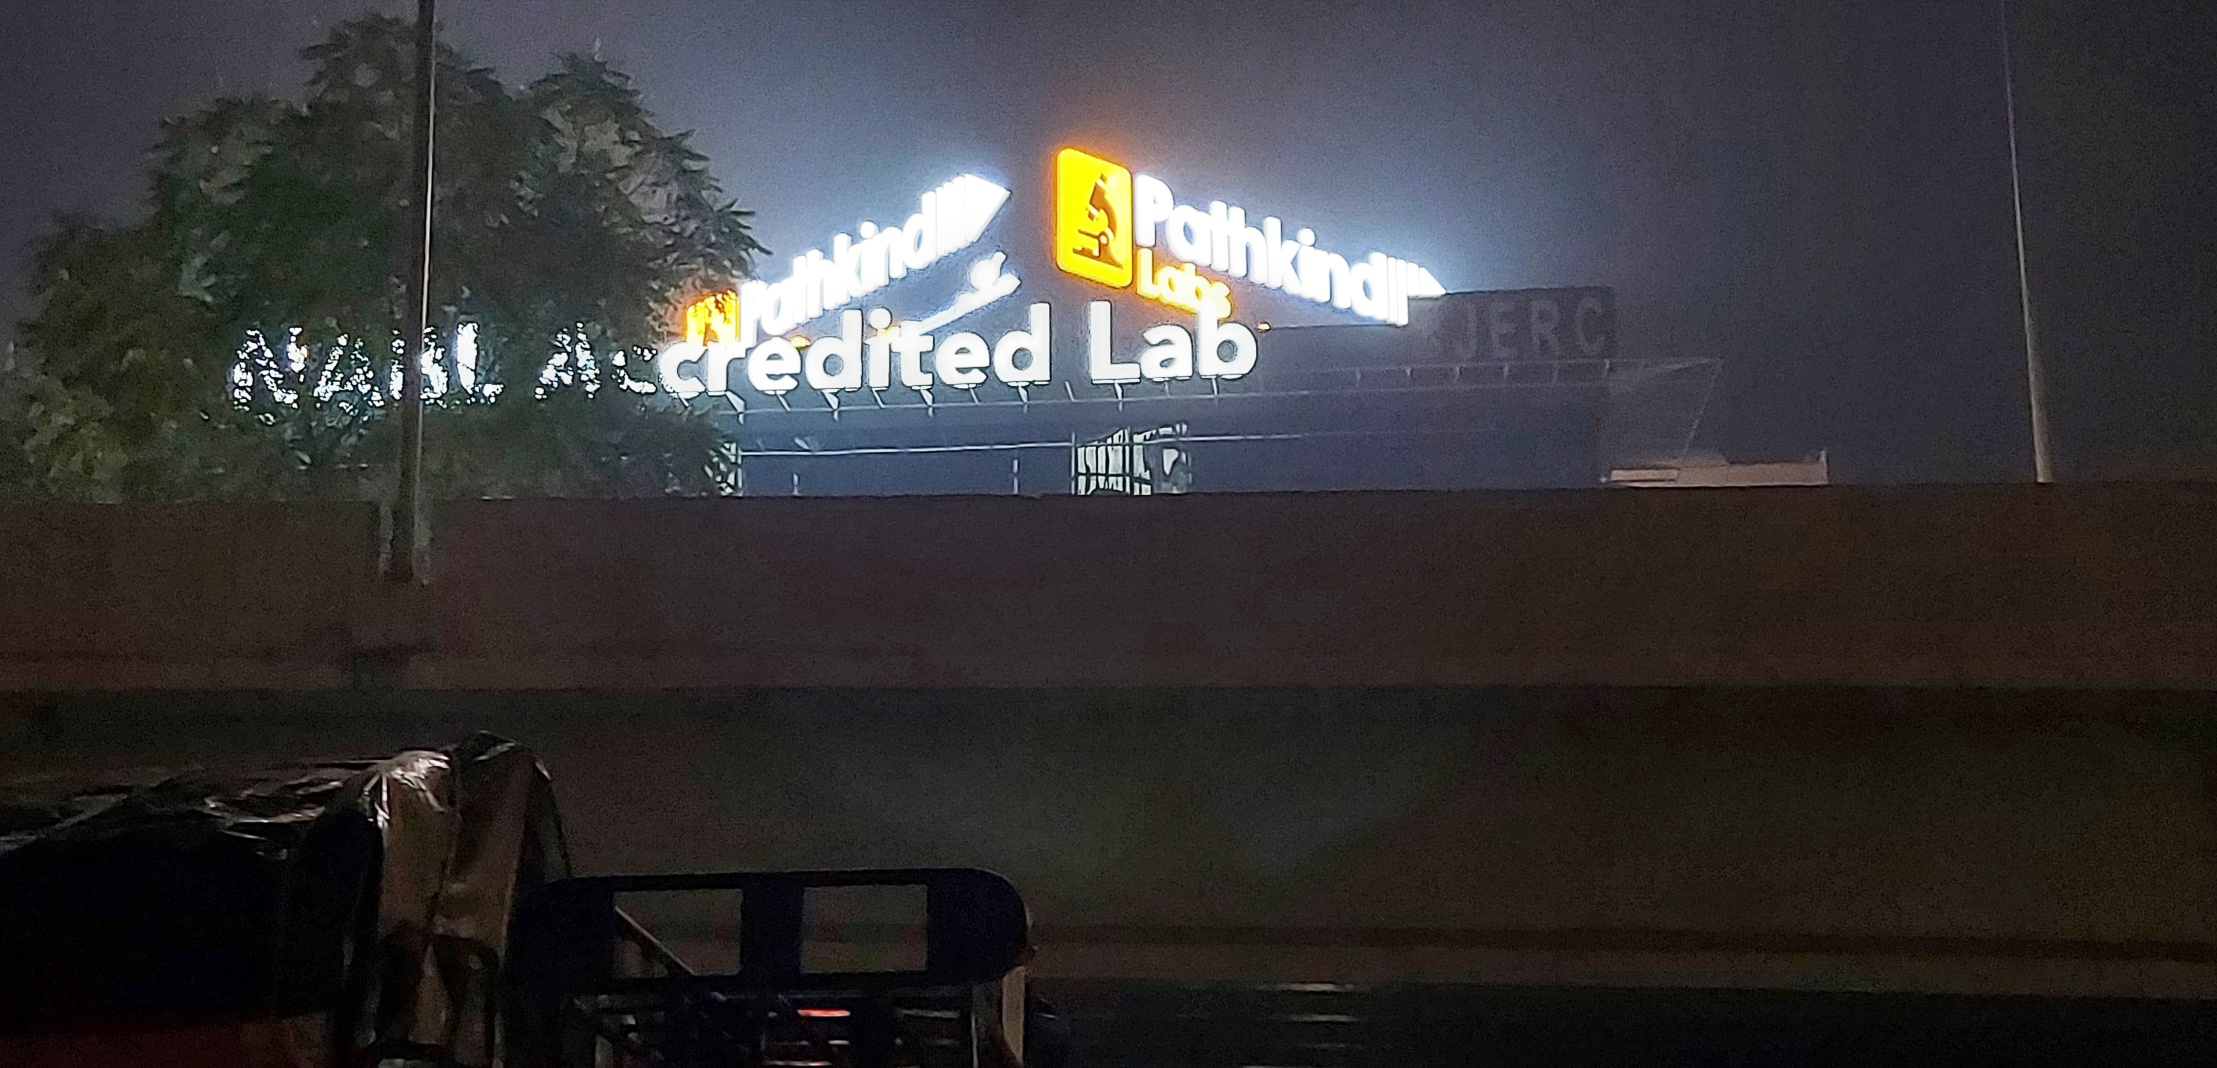 Pathkind
Pathkind
Labs
NABL Accredited Lab
JERC